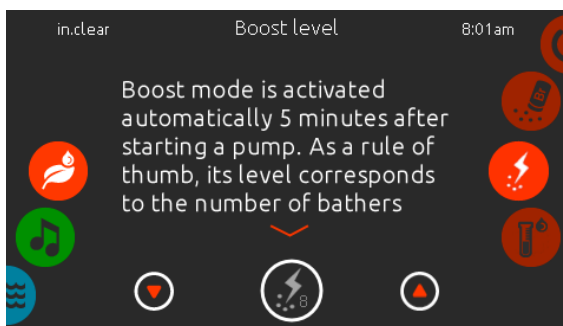 in.clear Boost level 8:01am
Boost mode is activated
automatically 5 minutes after
starting a pump. As a rule of
thumb, its level corresponds
to the number of bathers
Br
8